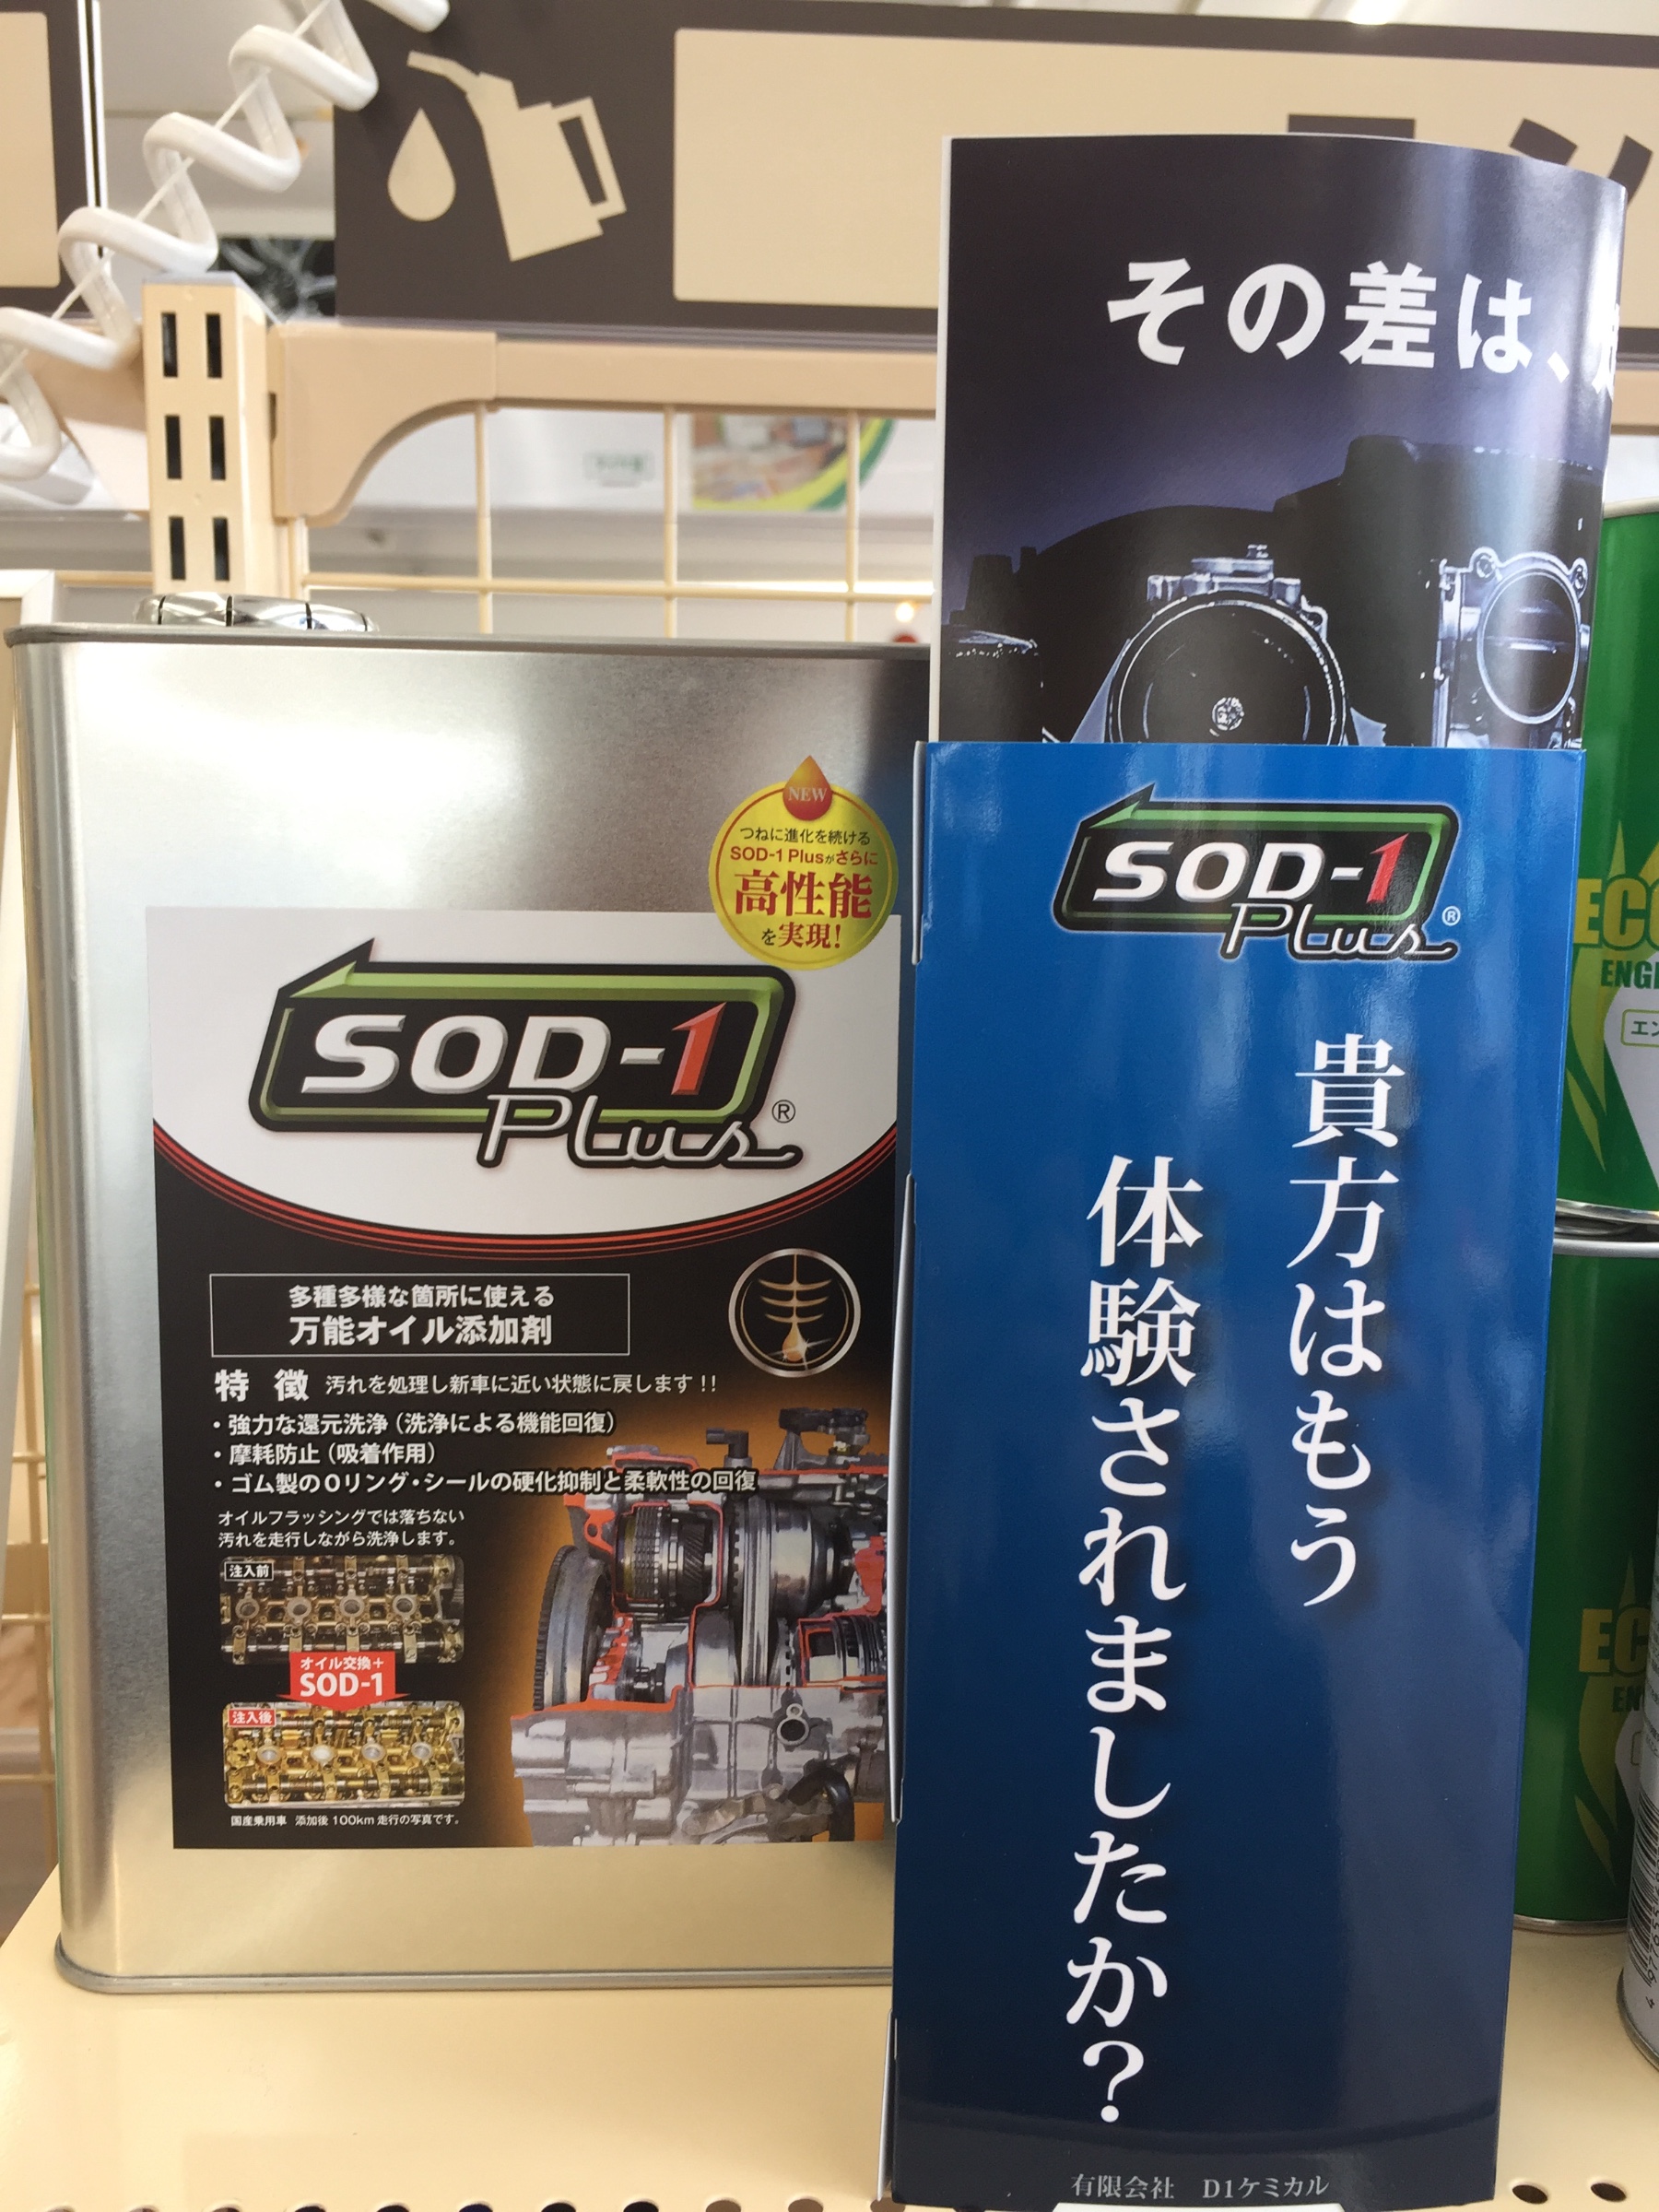 その差は、
NEW
つねに進化を続ける
SOD-1 Plusがさらに
高性能
を実現!
SOD-1
Plus®
多種多様な箇所に使える
万能オイル添加剤
特 徴 汚れを処理し新車に近い状態に戻します!!
・強力な還元洗浄(洗浄による機能回復)
・摩耗防止(吸着作用)
・ゴム製のOリング・シールの硬化抑制と柔軟性の回復
オイルフラッシングでは落ちない
汚れを走行しながら洗浄します。
注入前
オイル交換+
SOD-1
注入後
国産乗用車 添加後 100km 走行の写真です。
SOD-1
Plus®
貴方はもう
体験されましたか?
有限会社 D1ケミカル